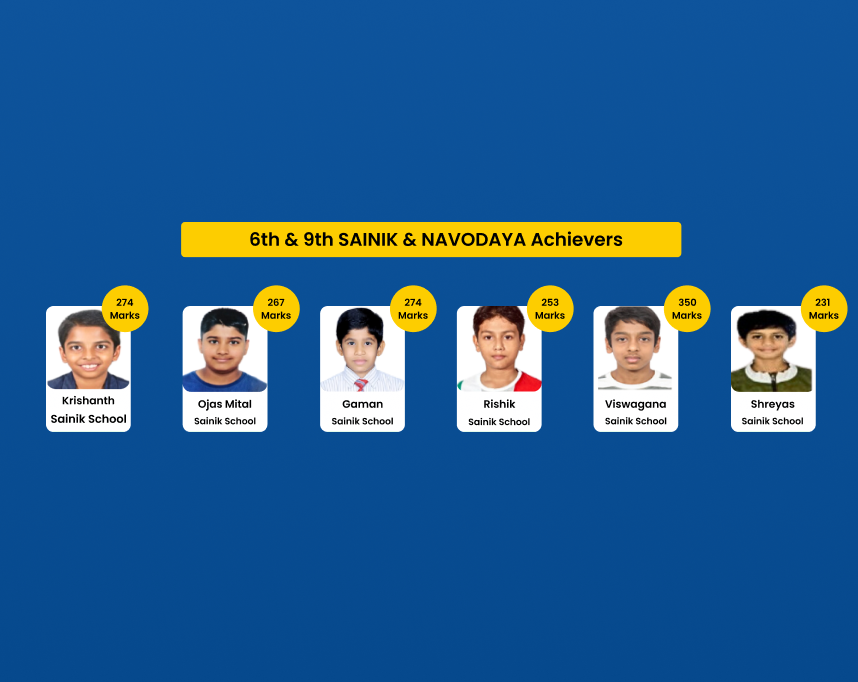 6th & 9th SAINIK & NAVODAYA Achievers
274
Marks
Krishanth
Sainik School
267
Marks
Ojas Mital
Sainik School
274
Marks
Gaman
Sainik School
253
Marks
Rishik
Sainik School
350
Marks
Viswagana
Sainik School
231
Marks
Shreyas
Sainik School